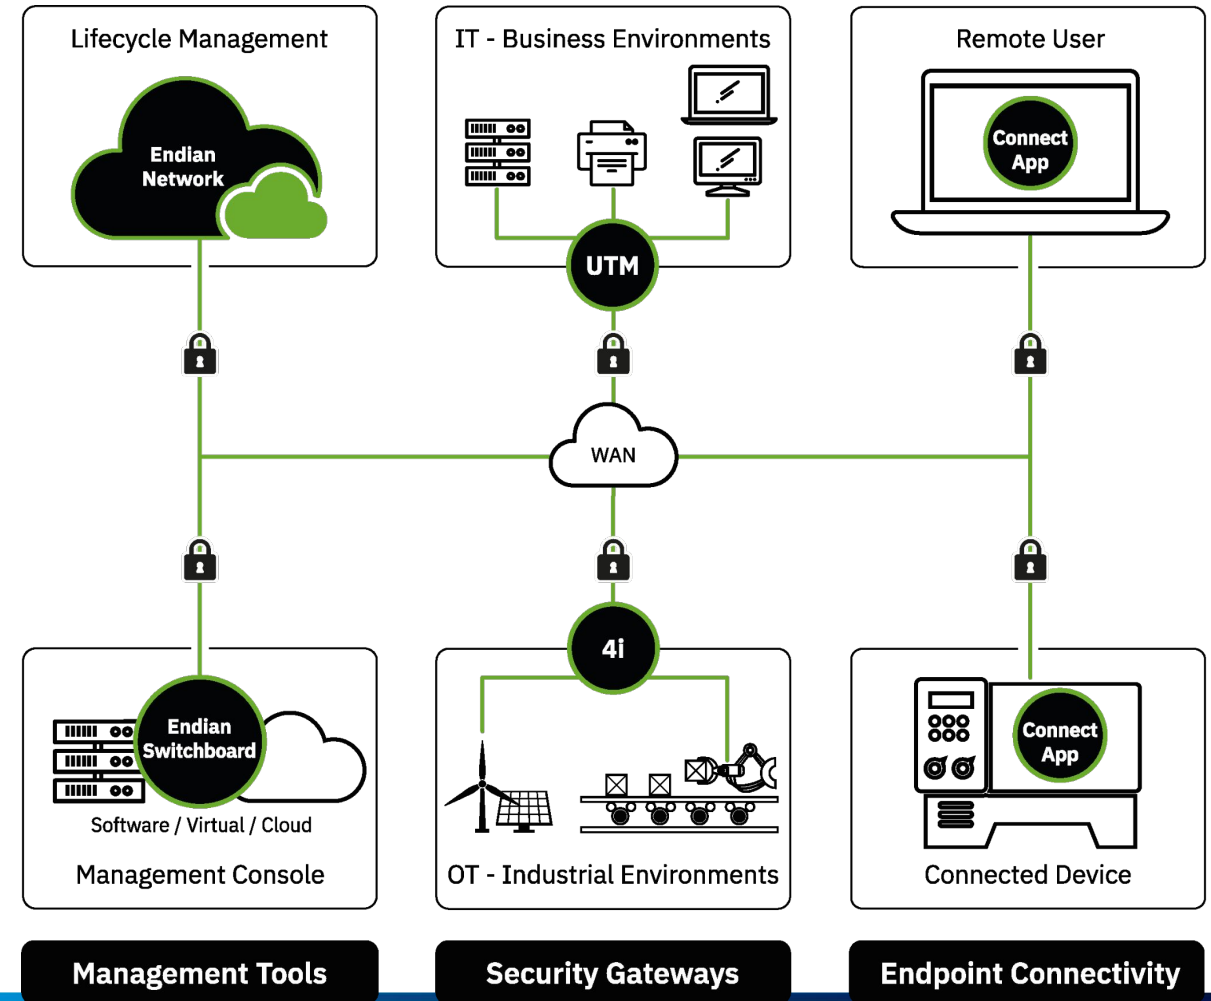 Lifecycle Management
Endian
Network
IT - Business Environments
UTM
Remote User
Connect
App
WAN
Endian
Switchboard
Software / Virtual / Cloud
Management Console
4i
OT - Industrial Environments
Connect
App
Connected Device
Management Tools
Security Gateways
Endpoint Connectivity